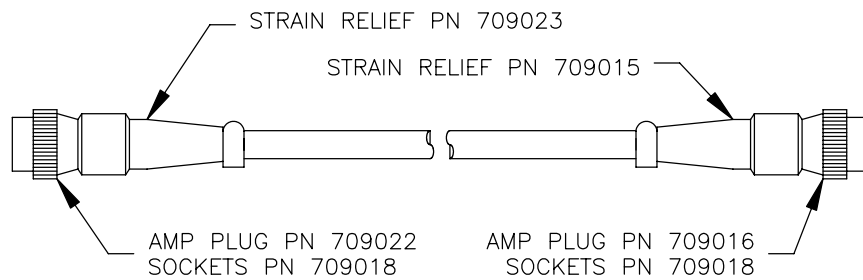 STRAIN RELIEF PN 709023
STRAIN RELIEF PN 709015
AMP PLUG PN 709022
SOCKETS PN 709018
AMP PLUG PN 709016
SOCKETS PN 709018